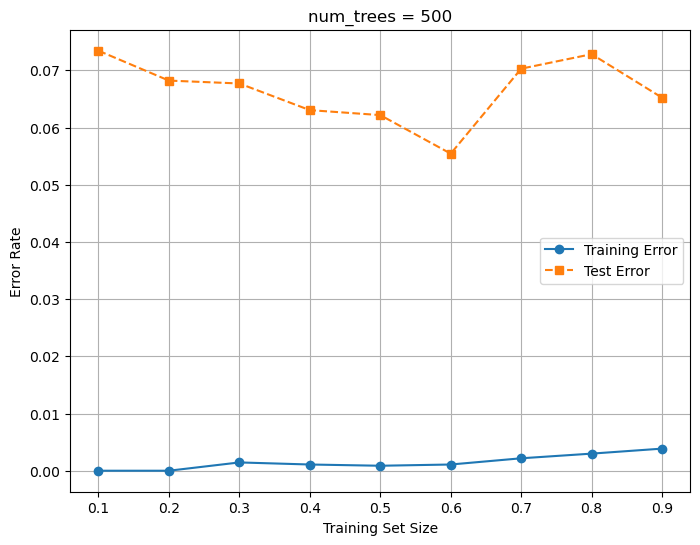 num_trees = 500
0.07
0.06
0.05
0.04
0.03
0.02
0.01
0.00
Error Rate
Training Error
Test Error
0.1 0.2 0.3 0.4 0.5 0.6 0.7 0.8 0.9
Training Set Size